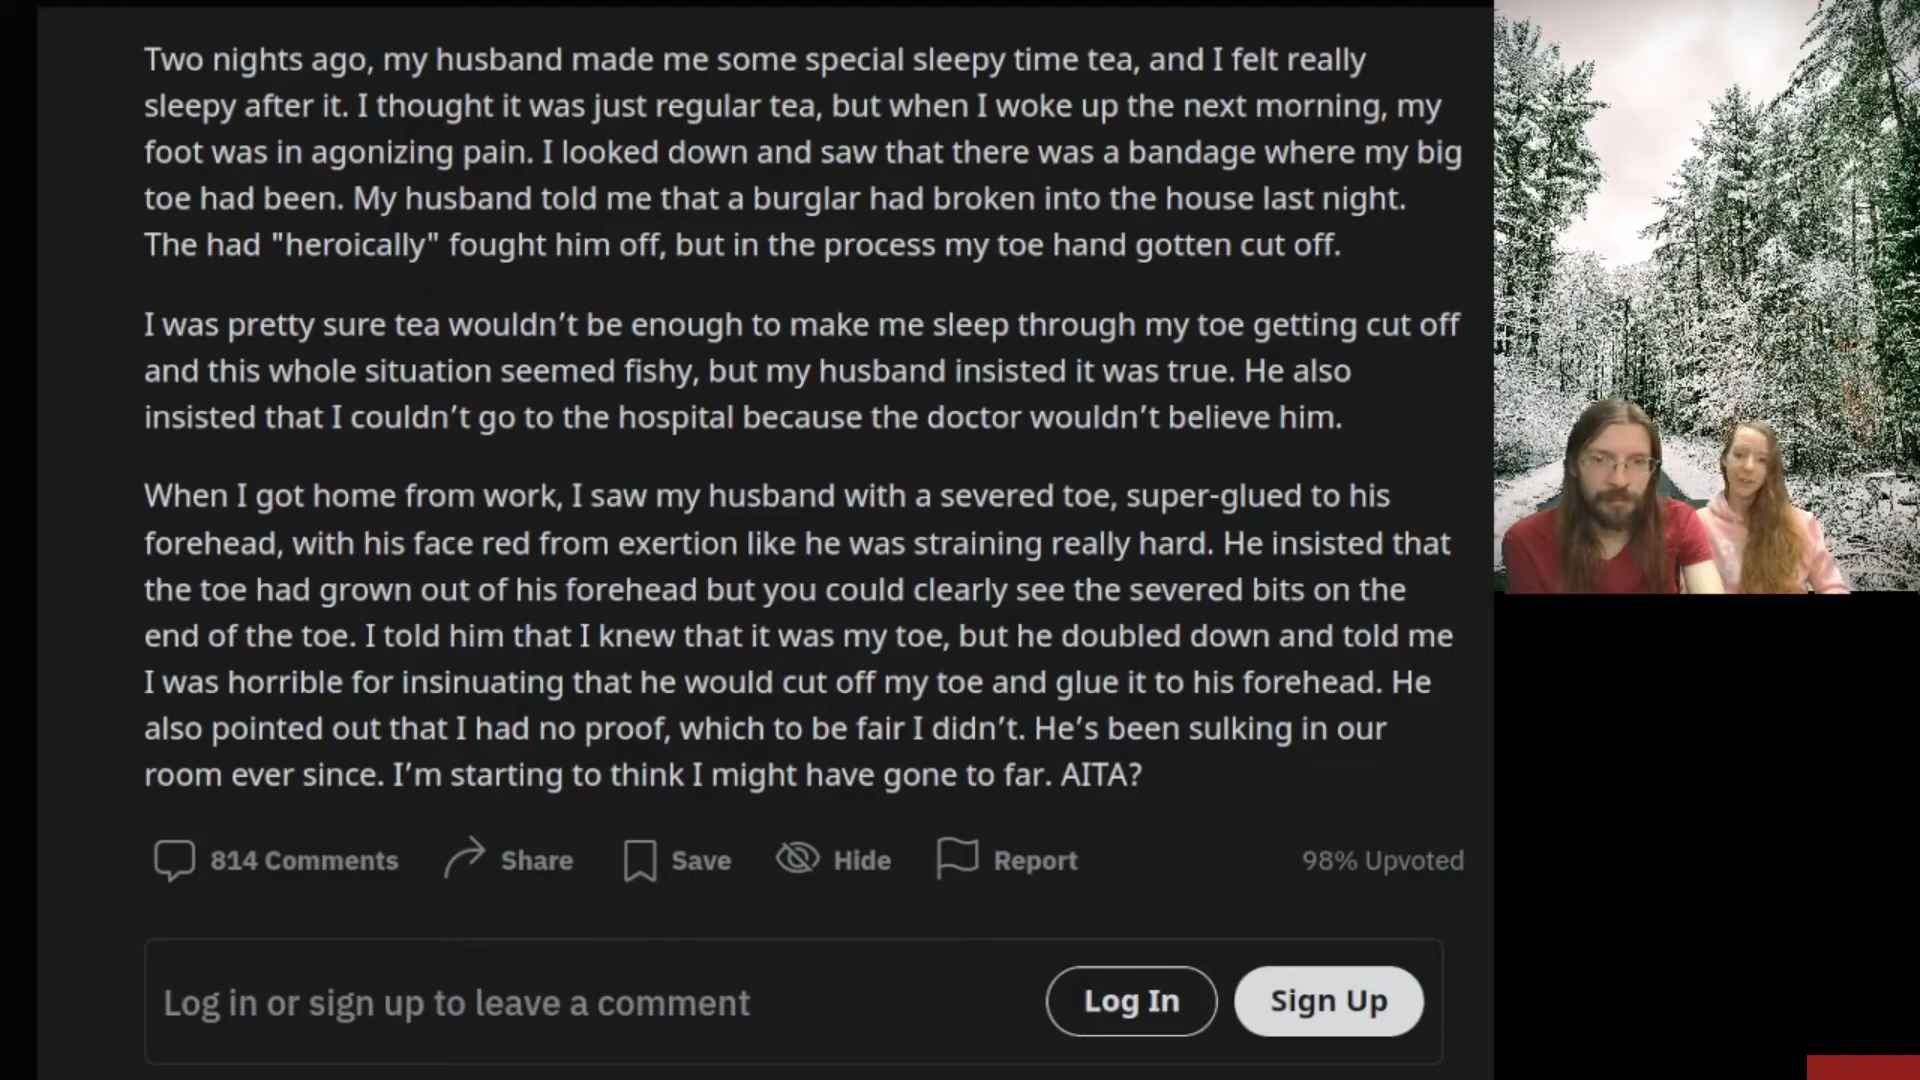 Two nights ago, my husband made me some special sleepy time tea, and I felt really
sleepy after it. I thought it was just regular tea, but when I woke up the next morning, my
foot was in agonizing pain. I looked down and saw that there was a bandage where my big
toe had been. My husband told me that a burglar had broken into the house last night.
The had "heroically" fought him off, but in the process my toe hand gotten cut off.
I was pretty sure tea wouldn’t be enough to make me sleep through my toe getting cut off
and this whole situation seemed fishy, but my husband insisted it was true. He also
insisted that I couldn’t go to the hospital because the doctor wouldn’t believe him.
When I got home from work, I saw my husband with a severed toe, super-glued to his
forehead, with his face red from exertion like he was straining really hard. He insisted that
the toe had grown out of his forehead but you could clearly see the severed bits on the
end of the toe. I told him that I knew that it was my toe, but he doubled down and told me
I was horrible for insinuating that he would cut off my toe and glue it to his forehead. He
also pointed out that I had no proof, which to be fair I didn’t. He’s been sulking in our
room ever since. I’m starting to think I might have gone to far. AITA?
814 Comments Share Save Hide Report 98% Upvoted
Log in or sign up to leave a comment Log In Sign Up